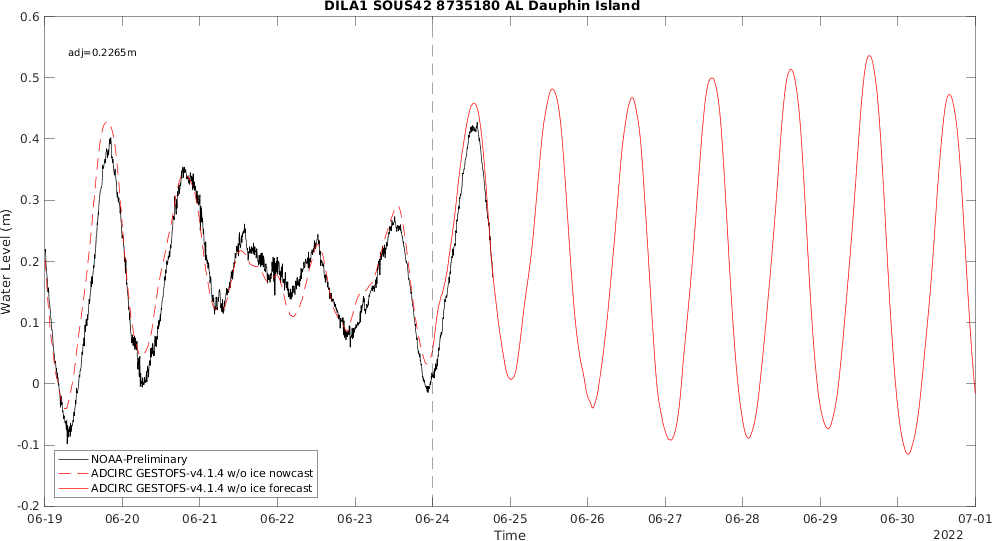 DILA1 SOUS42 8735180 AL Dauphin Island
adj=0.2265m
Water Level (m)
0.6
0.5
0.4
0.3
0.2
0.1
0
-0.1
-0.2
NOAA-Preliminary
ADCIRC GESTOFS-v4.1.4 w/o ice nowcast
ADCIRC GESTOFS-v4.1.4 w/o ice forecast
06-19 06-20 06-21 06-22 06-23 06-24 06-25 06-26 06-27 06-28 06-29 06-30 07-01
Time
2022